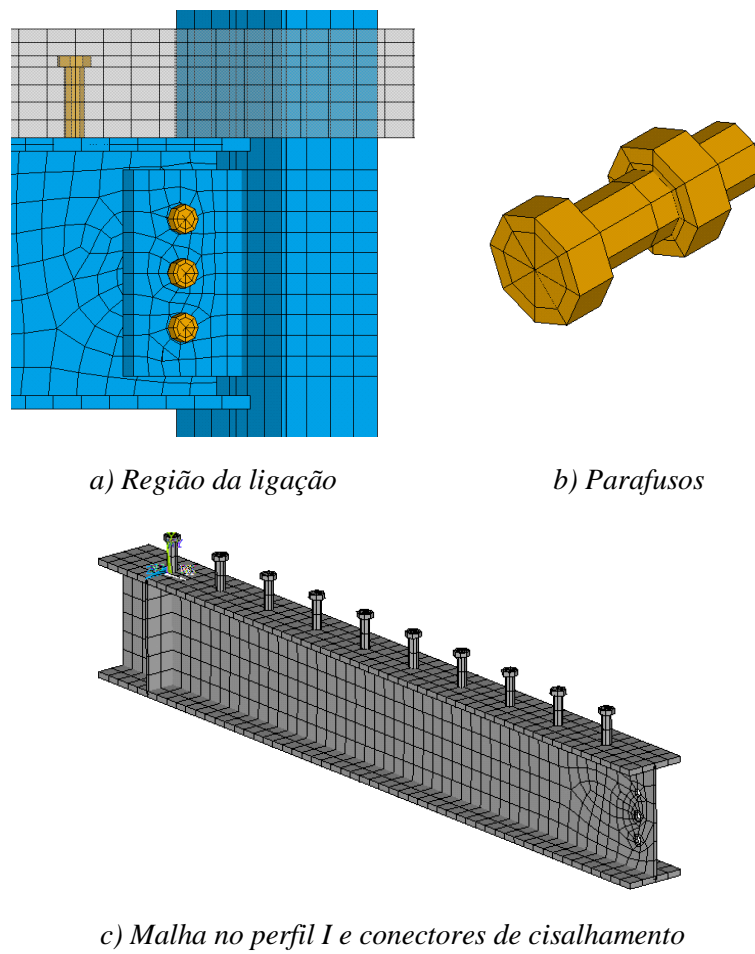 a) Região da ligação
b) Parafusos
c) Malha no perfil I e conectores de cisalhamento